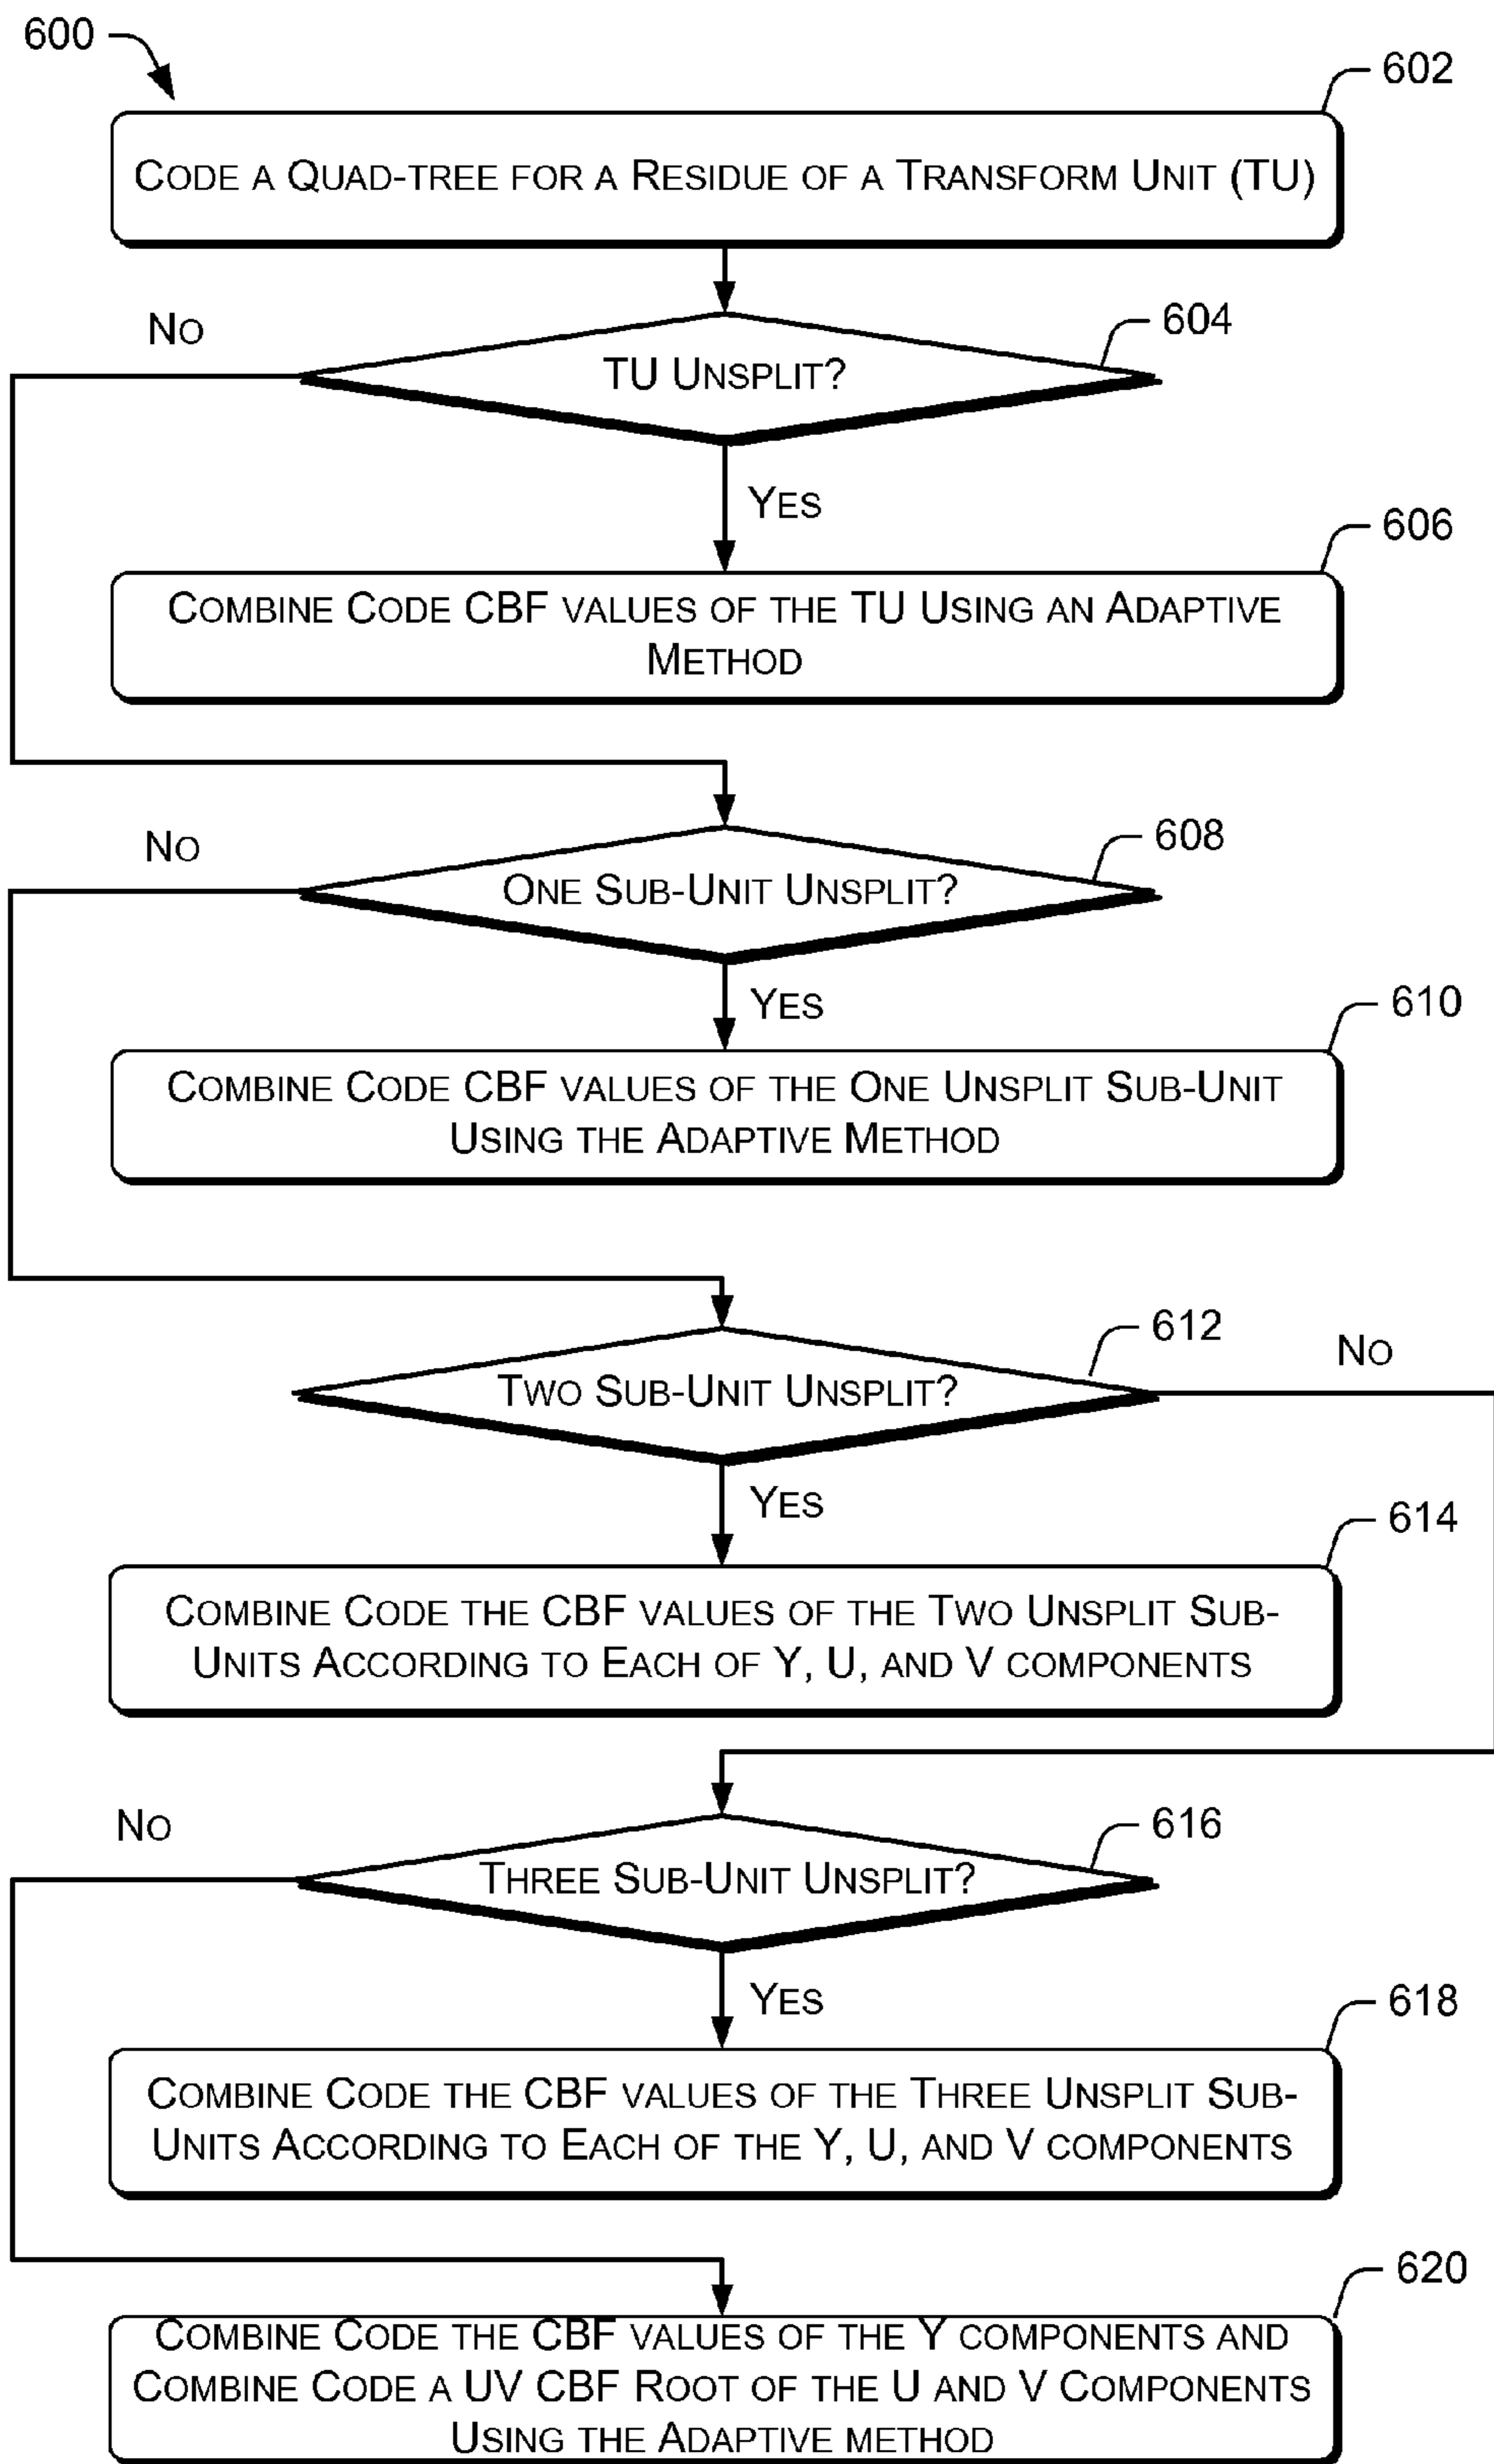 600
602
CODE A QUAD-TREE FOR A RESIDUE OF A TRANSFORM UNIT (TU)
NO
604
TU UNSPLIT?
YES
606
COMBINE CODE CBF VALUES OF THE TU USING AN ADAPTIVE
METHOD
NO
608
ONE SUB-UNIT UNSPLIT?
YES
610
COMBINE CODE CBF VALUES OF THE ONE UNSPLIT SUB-UNIT
USING THE ADAPTIVE METHOD
612
NO
TWO SUB-UNIT UNSPLIT?
YES
614
COMBINE CODE THE CBF VALUES OF THE TWO UNSPLIT SUB-
UNITS ACCORDING TO EACH OF Y, U, AND V COMPONENTS
NO
616
THREE SUB-UNIT UNSPLIT?
YES
618
COMBINE CODE THE CBF VALUES OF THE THREE UNSPLIT SUB-
UNITS ACCORDING TO EACH OF THE Y, U, AND V COMPONENTS
620
COMBINE CODE THE CBF VALUES OF THE Y COMPONENTS AND
COMBINE CODE A UV CBF ROOT OF THE U AND V COMPONENTS
USING THE ADAPTIVE METHOD